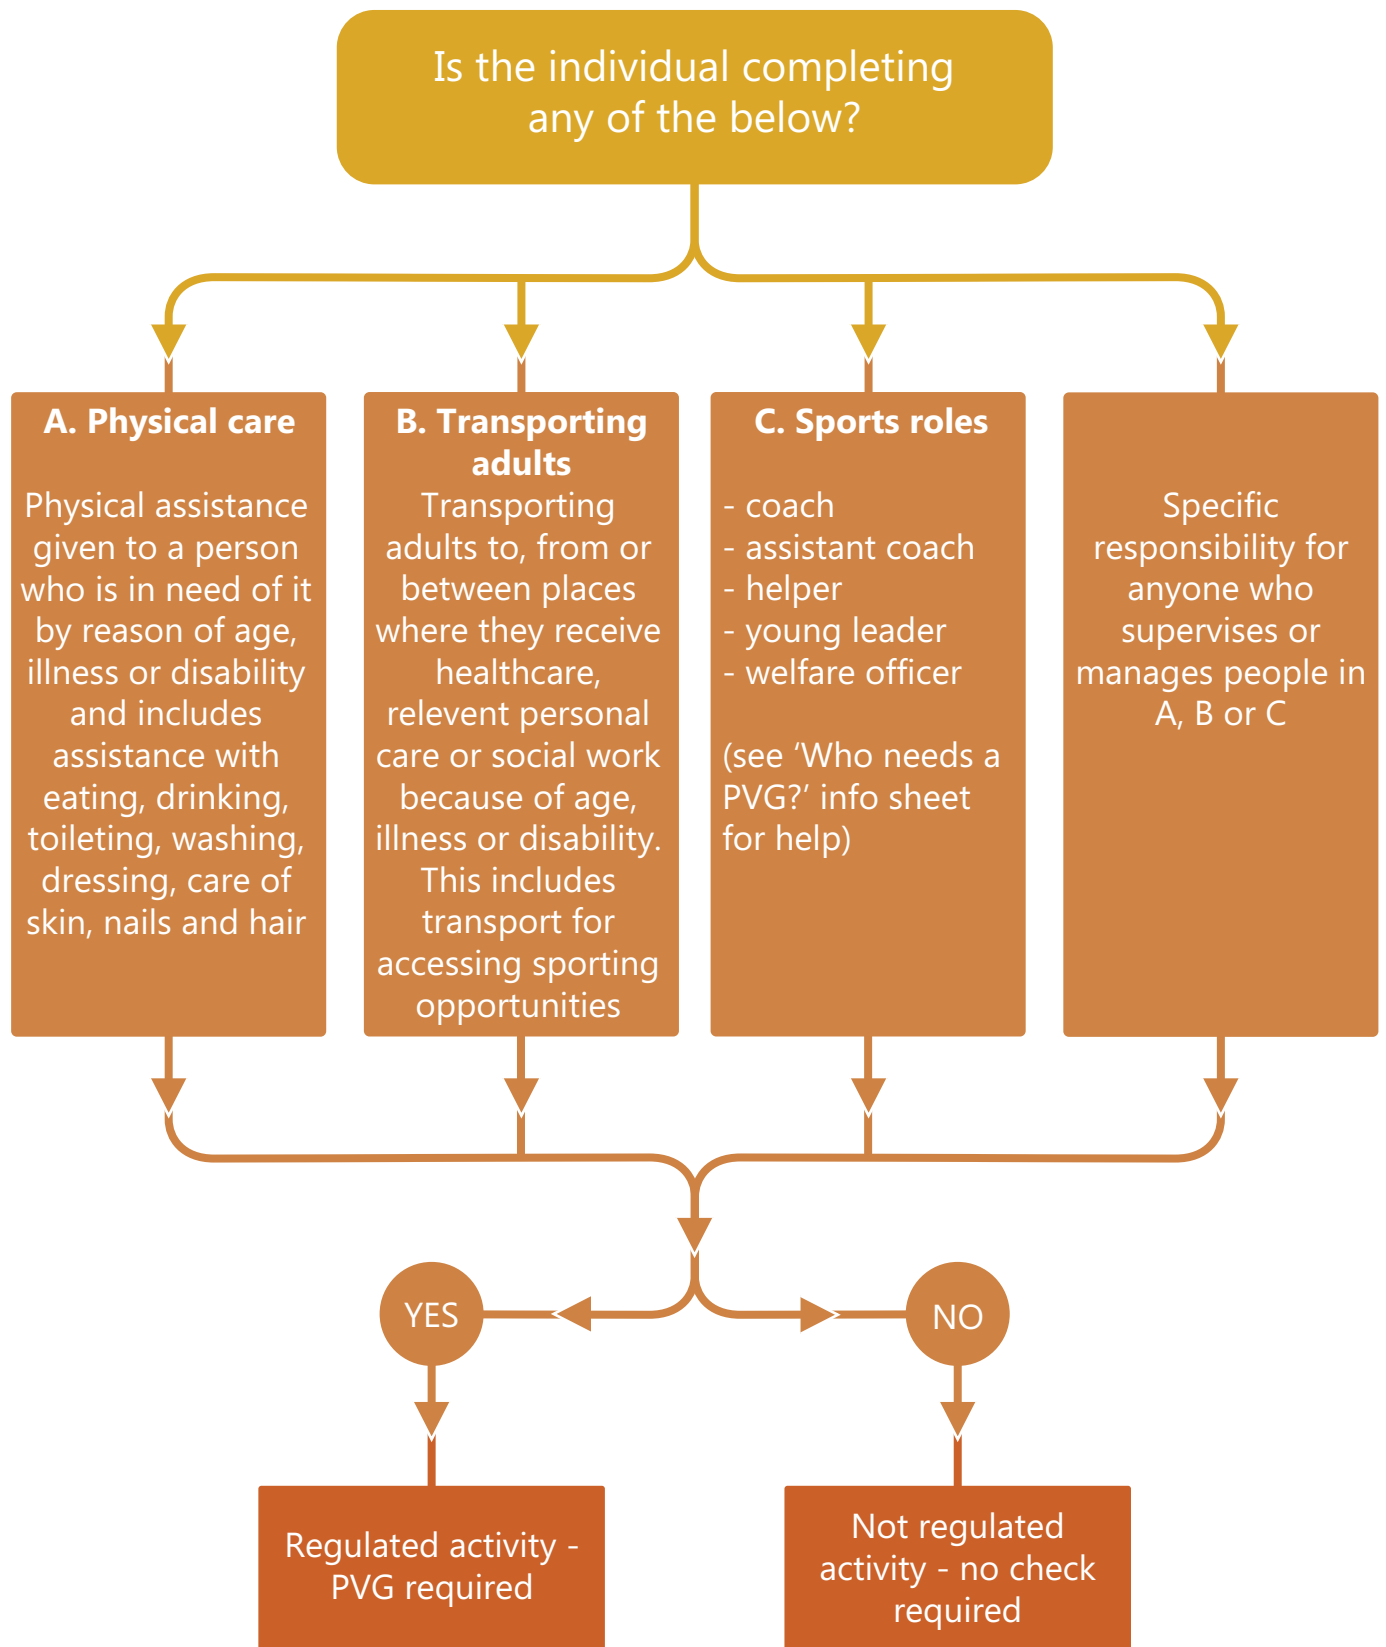 Is the individual completing
any of the below?
A. Physical care
Physical assistance
given to a person
who is in need of it
by reason of age,
illness or disability
and includes
assistance with
eating, drinking,
toileting, washing,
dressing, care of
skin, nails and hair
B. Transporting
adults
Transporting
adults to, from or
between places
where they receive
healthcare,
relevent personal
care or social work
because of age,
illness or disability.
This includes
transport for
accessing sporting
opportunities
C. Sports roles
- coach
- assistant coach
- helper
- young leader
- welfare officer
(see ‘Who needs a
PVG?’ info sheet
for help)
Specific
responsibility for
anyone who
supervises or
manages people in
A, B or C
YES
NO
Regulated activity -
PVG required
Not regulated
activity - no check
required